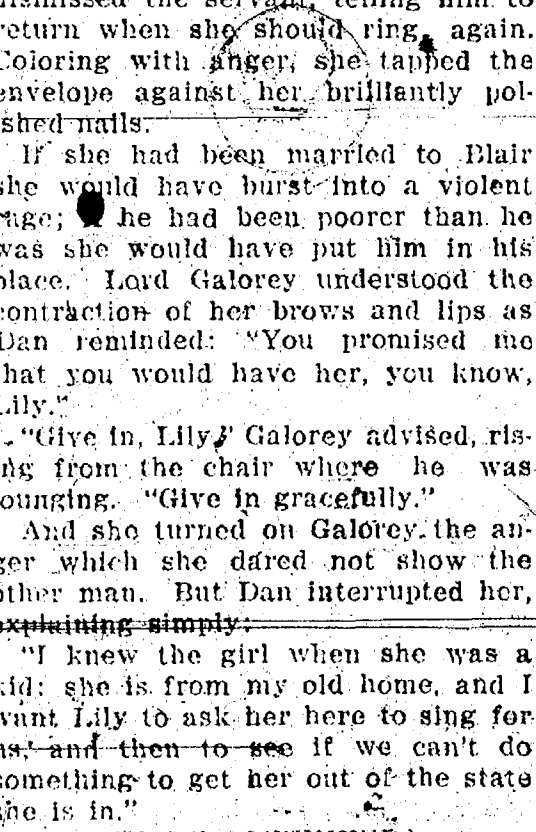 dismissed the servant, telling him to
return when she should ring again.
Coloring with anger, she tapped the
envelope against her brilliantly pol-
ished nails.
If she had been married to Blair
she would have burst into a violent
rage; he had been poorer than he
was she would have put him in his
place. Lord Galorey understood the
contraction of her brows and lips as
Dan reminded: "You promised me
that you would have her, you know,
Lily."
"Give in, Lily," Galorey advised, ris-
ing from the chair where he was
lounging. "Give in gracefully."
And she turned on Galorey the an-
ger which she dared not show the
other man. But Dan interrupted her,
explaining simply:
"I knew the girl when she was a
kid; she is from my old home, and I
want Lily to ask her here to sing for
us, and then to see if we can't do
something to get her out of the state
she is in."